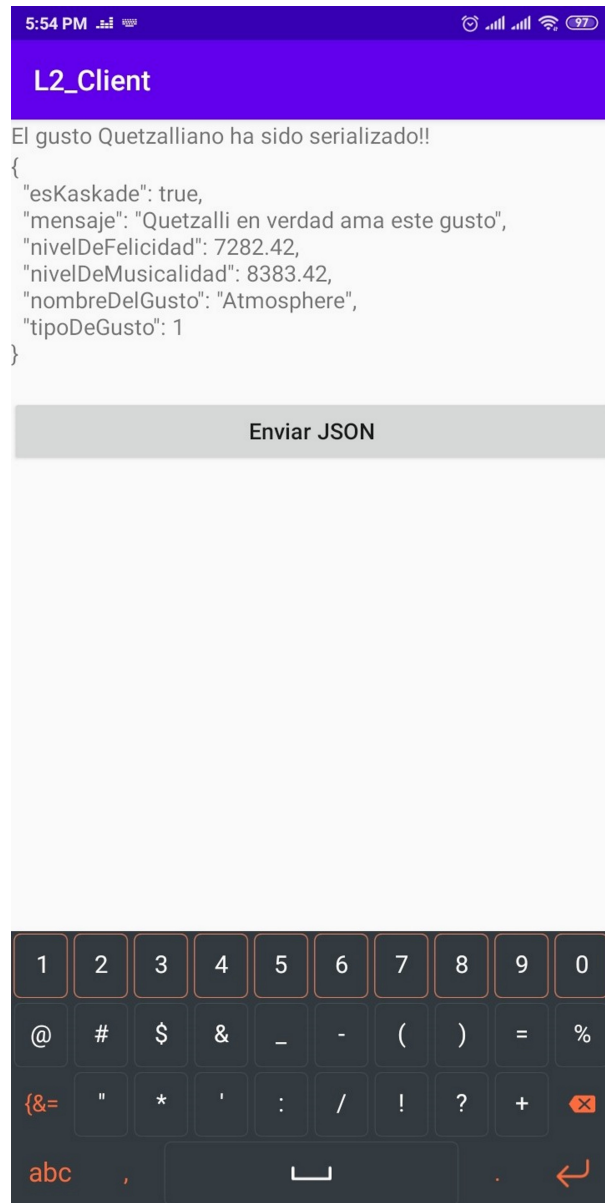 5:54 PM 97
L2_Client
El gusto Quetzalliano ha sido serializado!!
{
"esKaskade": true,
"mensaje": "Quetzalli en verdad ama este gusto",
"nivelDeFelicidad": 7282.42,
"nivelDeMusicalidad": 8383.42,
"nombreDelGusto": "Atmosphere",
"tipoDeGusto": 1
}
Enviar JSON
1 2 3 4 5 6 7 8 9 0
@ # $ & _ - ( ) = %
{&= " * ' : / ! ? +
abc , .